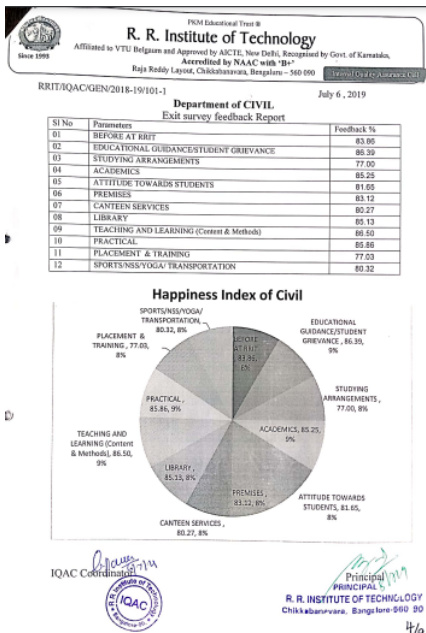 PKM Educational Trust ®
R. R. Institute of Technology
Affiliated to VTU Belgaum and Approved by AICTE, New Delhi, Recognised by Govt. of Karnataka,
Accredited by NAAC with 'B+'
Raja Reddy Layout, Chikkabanavara, Bengaluru – 560 090
Since 1995
Internal Quality Assurance Cell
RRIT/IQAC/GEN/2018-19/101-1
July 6, 2019
Department of CIVIL
Exit survey feedback Report
Sl No Parameters Feedback %
01 BEFORE AT RRIT 83.86
02 EDUCATIONAL GUIDANCE/STUDENT GRIEVANCE 86.39
03 STUDYING ARRANGEMENTS 77.00
04 ACADEMICS 85.25
05 ATTITUDE TOWARDS STUDENTS 81.65
06 PREMISES 83.12
07 CANTEEN SERVICES 80.27
08 LIBRARY 85.13
09 TEACHING AND LEARNING (Content & Methods) 86.50
10 PRACTICAL 85.86
11 PLACEMENT & TRAINING 77.03
12 SPORTS/NSS/YOGA/ TRANSPORTATION 80.32
Happiness Index of Civil
SPORTS/NSS/YOGA/
TRANSPORTATION,
80.32, 8%
BEFORE
AT RRIT
, 83.86,
8%
EDUCATIONAL
GUIDANCE/STUDENT
GRIEVANCE , 86.39,
9%
PLACEMENT &
TRAINING , 77.03,
8%
STUDYING
ARRANGEMENTS ,
77.00, 8%
PRACTICAL ,
85.86, 9%
ACADEMICS , 85.25,
9%
TEACHING AND
LEARNING (Content
& Methods), 86.50,
9%
LIBRARY ,
85.13, 8%
PREMISES ,
83.12, 8%
ATTITUDE TOWARDS
STUDENTS, 81.65,
8%
CANTEEN SERVICES ,
80.27, 8%
IQAC Coordinator
R.R. Institute of Technology
IQAC
Bangalore-90
Principal
PRINCIPAL
R. R. INSTITUTE OF TECHNOLOGY
Chikkabanavara, Bangalore-560 90